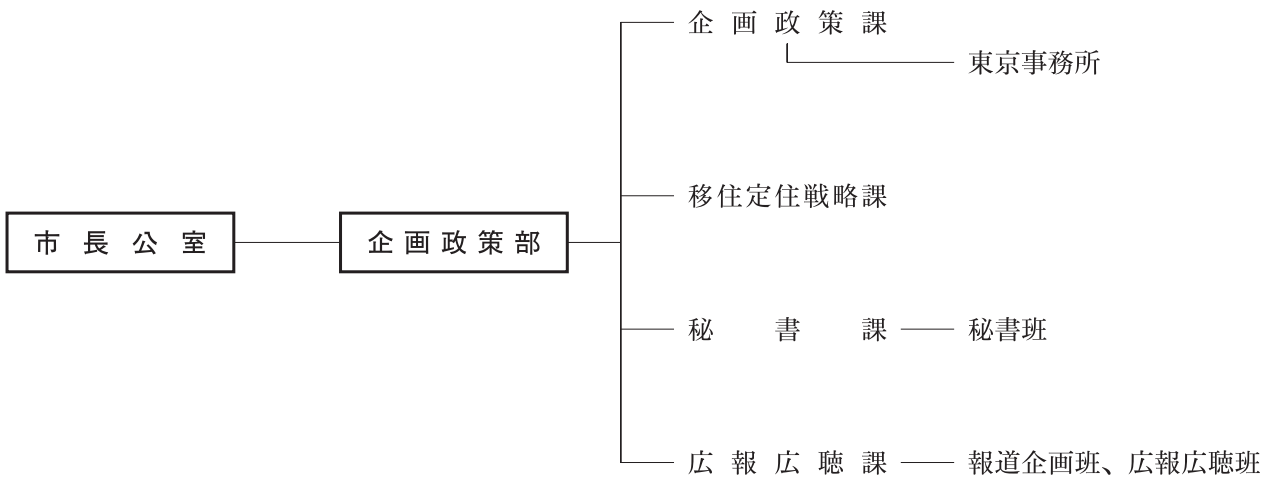 企画政策課
東京事務所
移住定住戦略課
市長公室
企画政策部
秘書課
秘書班
広報広聴課
報道企画班、広報広聴班